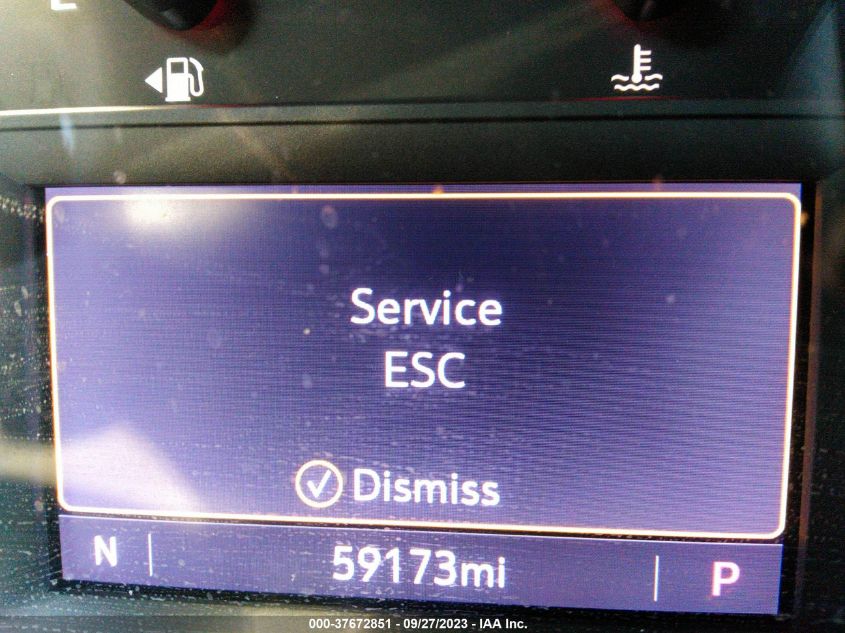 Service
ESC
Dismiss
N 59173mi P
000-37672851 - 09/27/2023 - IAA Inc.